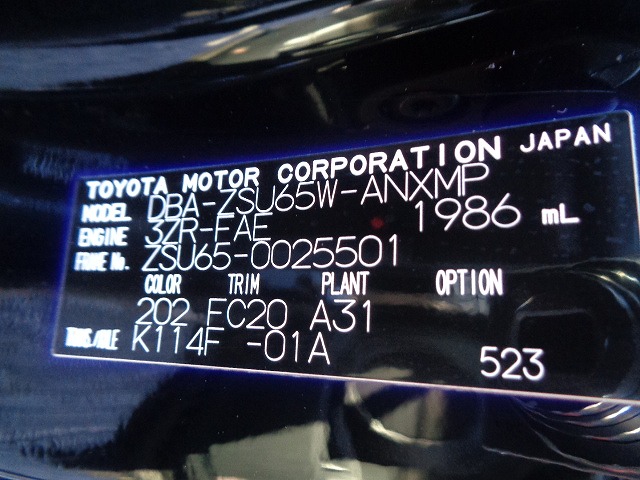 TOYOTA MOTOR CORPORATION JAPAN
MODEL DBA-ZSU65W-ANXMP
ENGINE 3ZR-FAE 1986 mL
FRAME No. ZSU65-0025501
COLOR TRIM PLANT OPTION
202 FC20 A31
TRANS/AXLE K114F -01A
523